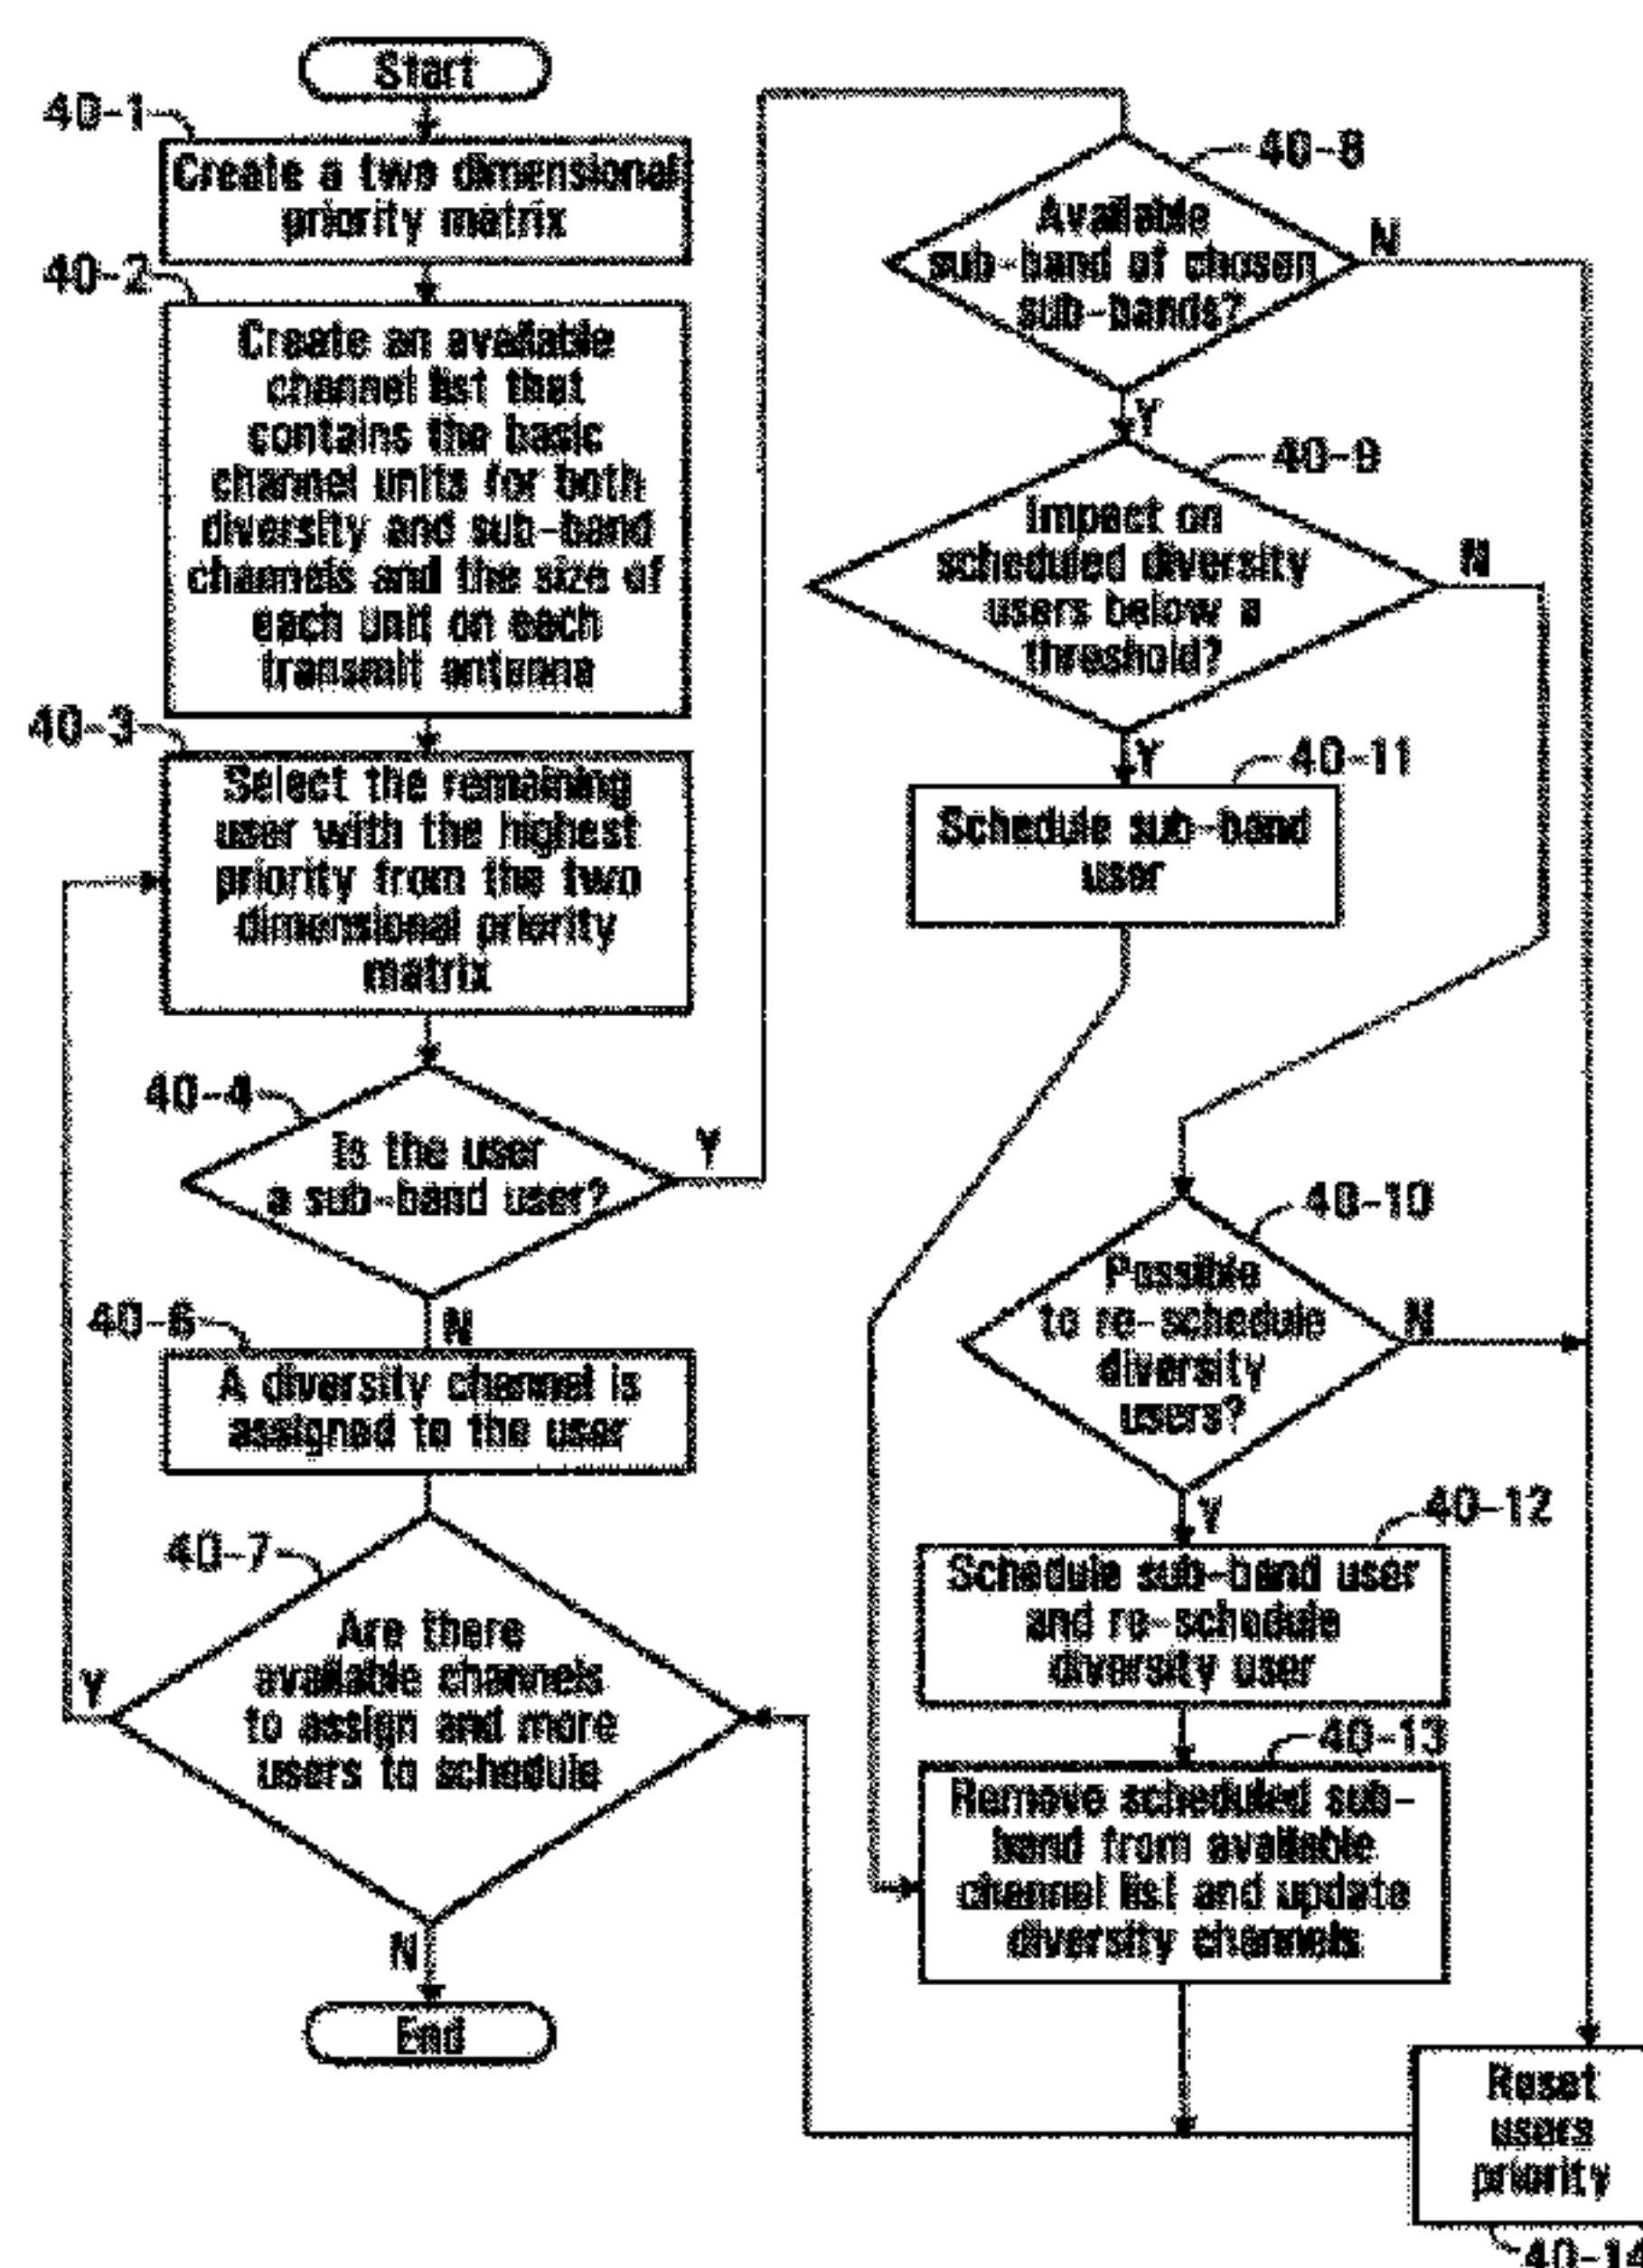 Start
40-1
Create a two dimensional
priority matrix
40-2
Create an available
channel list that
contains the basic
channel units for both
diversity and sub-band
channels and the size of
each unit on each
transmit antenna
40-3
Select the remaining
user with the highest
priority from the two
dimensional priority
matrix
40-4
Is the user
a sub-band user?
Y
N
40-6
A diversity channel is
assigned to the user
40-7
Are there
available channels
to assign and more
users to schedule
Y
N
End
40-8
Available
sub-band of chosen
sub-bands?
N
Y
40-9
Impact on
scheduled diversity
users below a
threshold?
N
Y
40-11
Schedule sub-band
user
40-10
Possible
to re-schedule
diversity
users?
N
Y
40-12
Schedule sub-band user
and re-schedule
diversity user
40-13
Remove scheduled sub-
band from available
channel list and update
diversity channels
Reset
users
priority
40-14